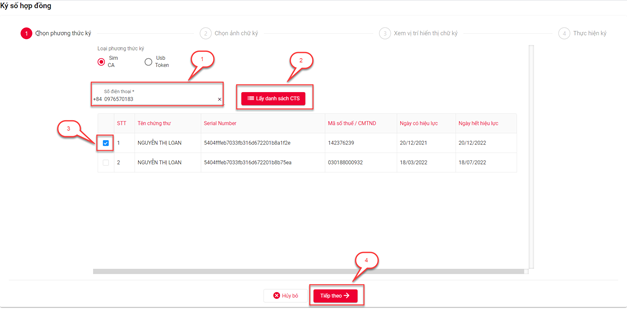 Ký số hợp đồng
1 Chọn phương thức ký
2 Chọn ảnh chữ ký
3 Xem vị trí hiển thị chữ ký
4 Thực hiện ký
Loại phương thức ký
Sim CA
Usb Token
1
2
Số điện thoại *
+84 0976570183 ×
Lấy danh sách CTS
3
STT Tên chứng thư Serial Number Mã số thuế / CMTND Ngày có hiệu lực Ngày hết hiệu lực
1 NGUYỄN THỊ LOAN 5404fffeb7033fb316d672201b8a1f2e 142376239 20/12/2021 20/12/2022
2 NGUYỄN THỊ LOAN 5404fffeb7033fb316d672201b8b75ea 030188000932 18/03/2022 18/07/2022
4
Hủy bỏ
Tiếp theo